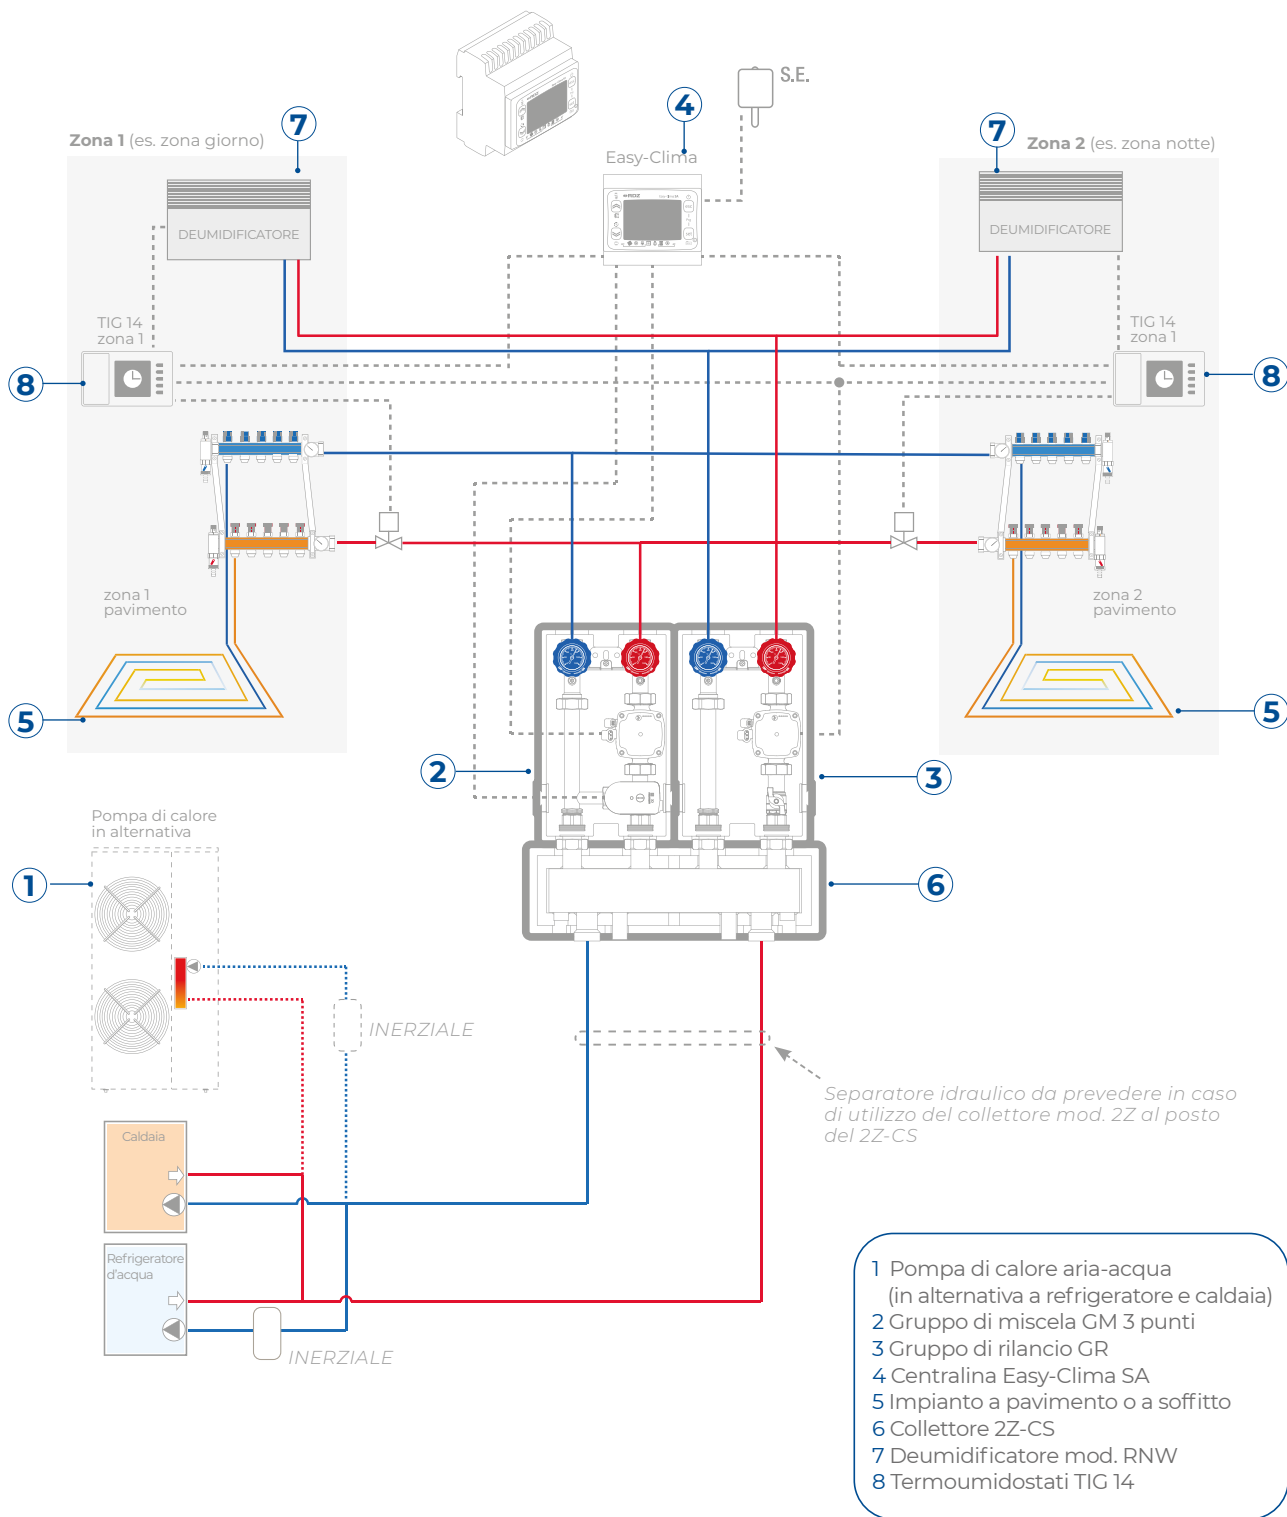 S.E.
4
7
Zona 1 (es. zona giorno)
7
Zona 2 (es. zona notte)
Easy-Clima
DEUMIDIFICATORE
DEUMIDIFICATORE
TIG 14
zona 1
TIG 14
zona 1
8
8
zona 1
pavimento
zona 2
pavimento
5
5
2
3
Pompa di calore
in alternativa
1
6
INERZIALE
Separatore idraulico da prevedere in caso
di utilizzo del collettore mod. 2Z al posto
del 2Z-CS
Caldaia
Refrigeratore
d'acqua
INERZIALE
1 Pompa di calore aria-acqua
(in alternativa a refrigeratore e caldaia)
2 Gruppo di miscela GM 3 punti
3 Gruppo di rilancio GR
4 Centralina Easy-Clima SA
5 Impianto a pavimento o a soffitto
6 Collettore 2Z-CS
7 Deumidificatore mod. RNW
8 Termoumidostati TIG 14